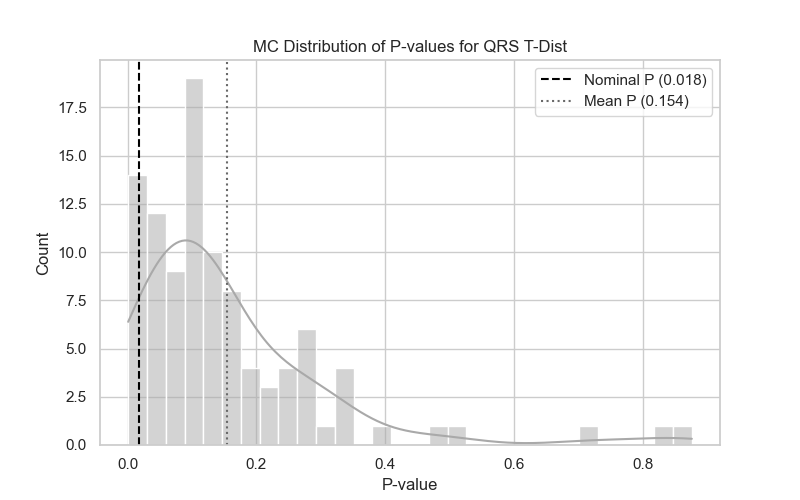 MC Distribution of P-values for QRS T-Dist
Nominal P (0.018)
Mean P (0.154)
Count
17.5
15.0
12.5
10.0
7.5
5.0
2.5
0.0
0.0 0.2 0.4 0.6 0.8
P-value